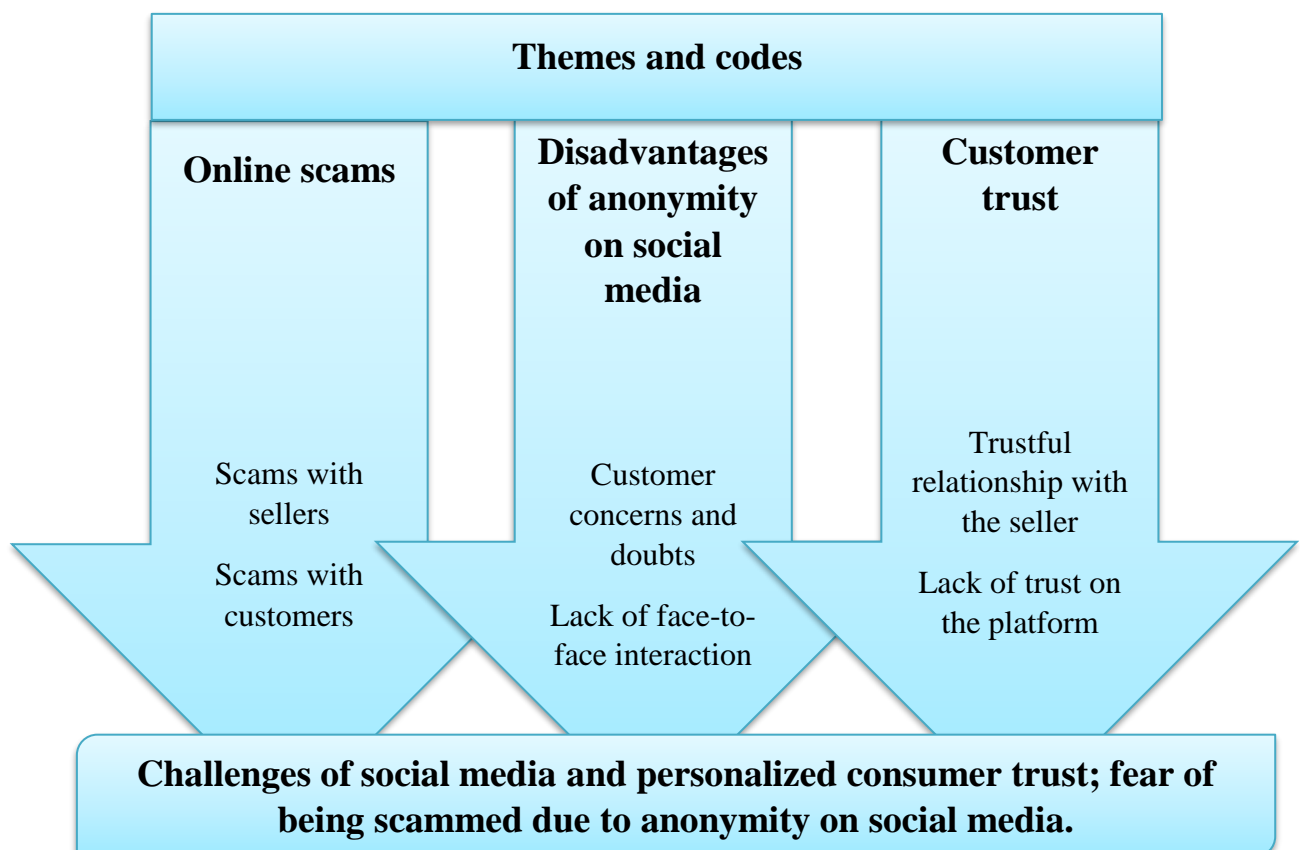 Themes and codes
Online scams
Scams with
sellers
Scams with
customers
Disadvantages
of anonymity
on social
media
Customer
concerns and
doubts
Lack of face-to-
face interaction
Customer
trust
Trustful
relationship with
the seller
Lack of trust on
the platform
Challenges of social media and personalized consumer trust; fear of
being scammed due to anonymity on social media.